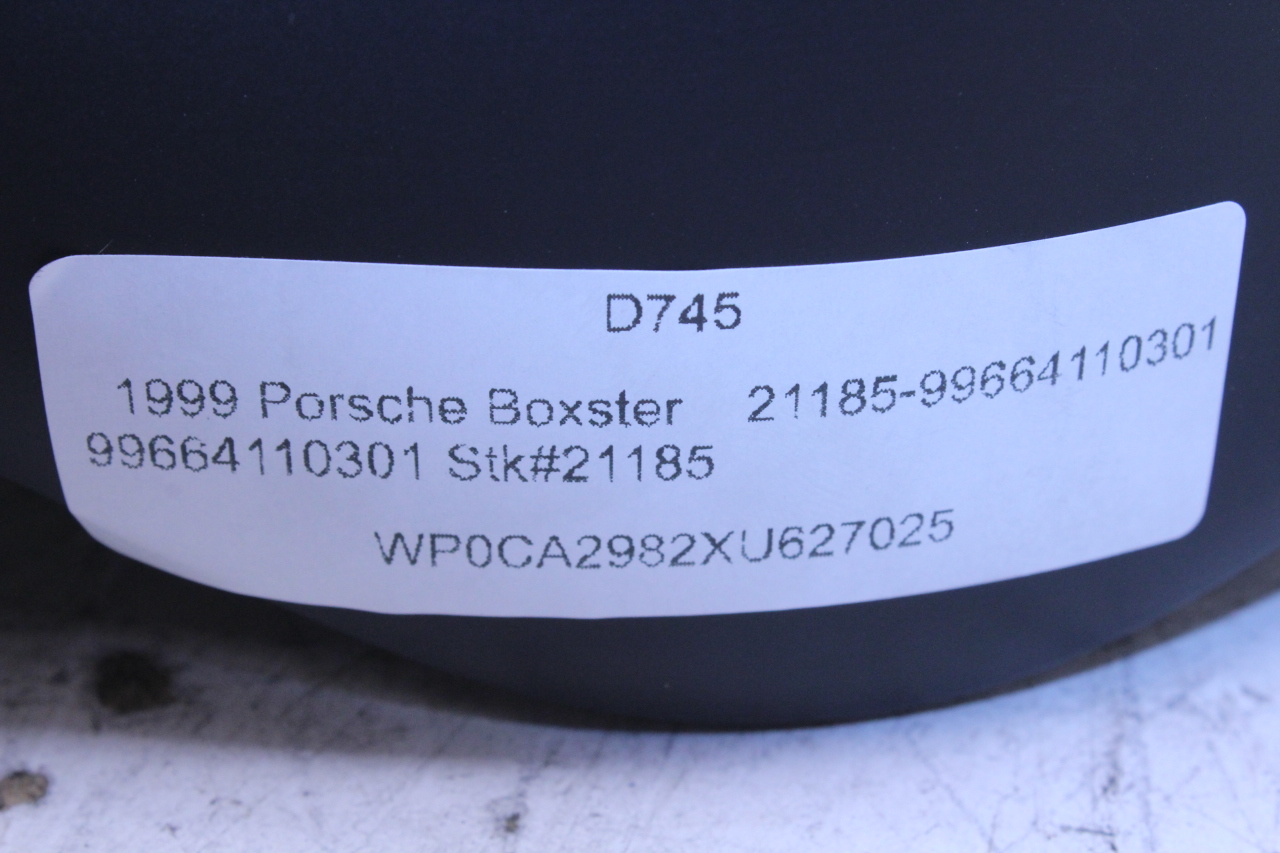 D745
1999 Porsche Boxster 21185-99664110301
99664110301 Stk#21185
WP0CA2982XU627025